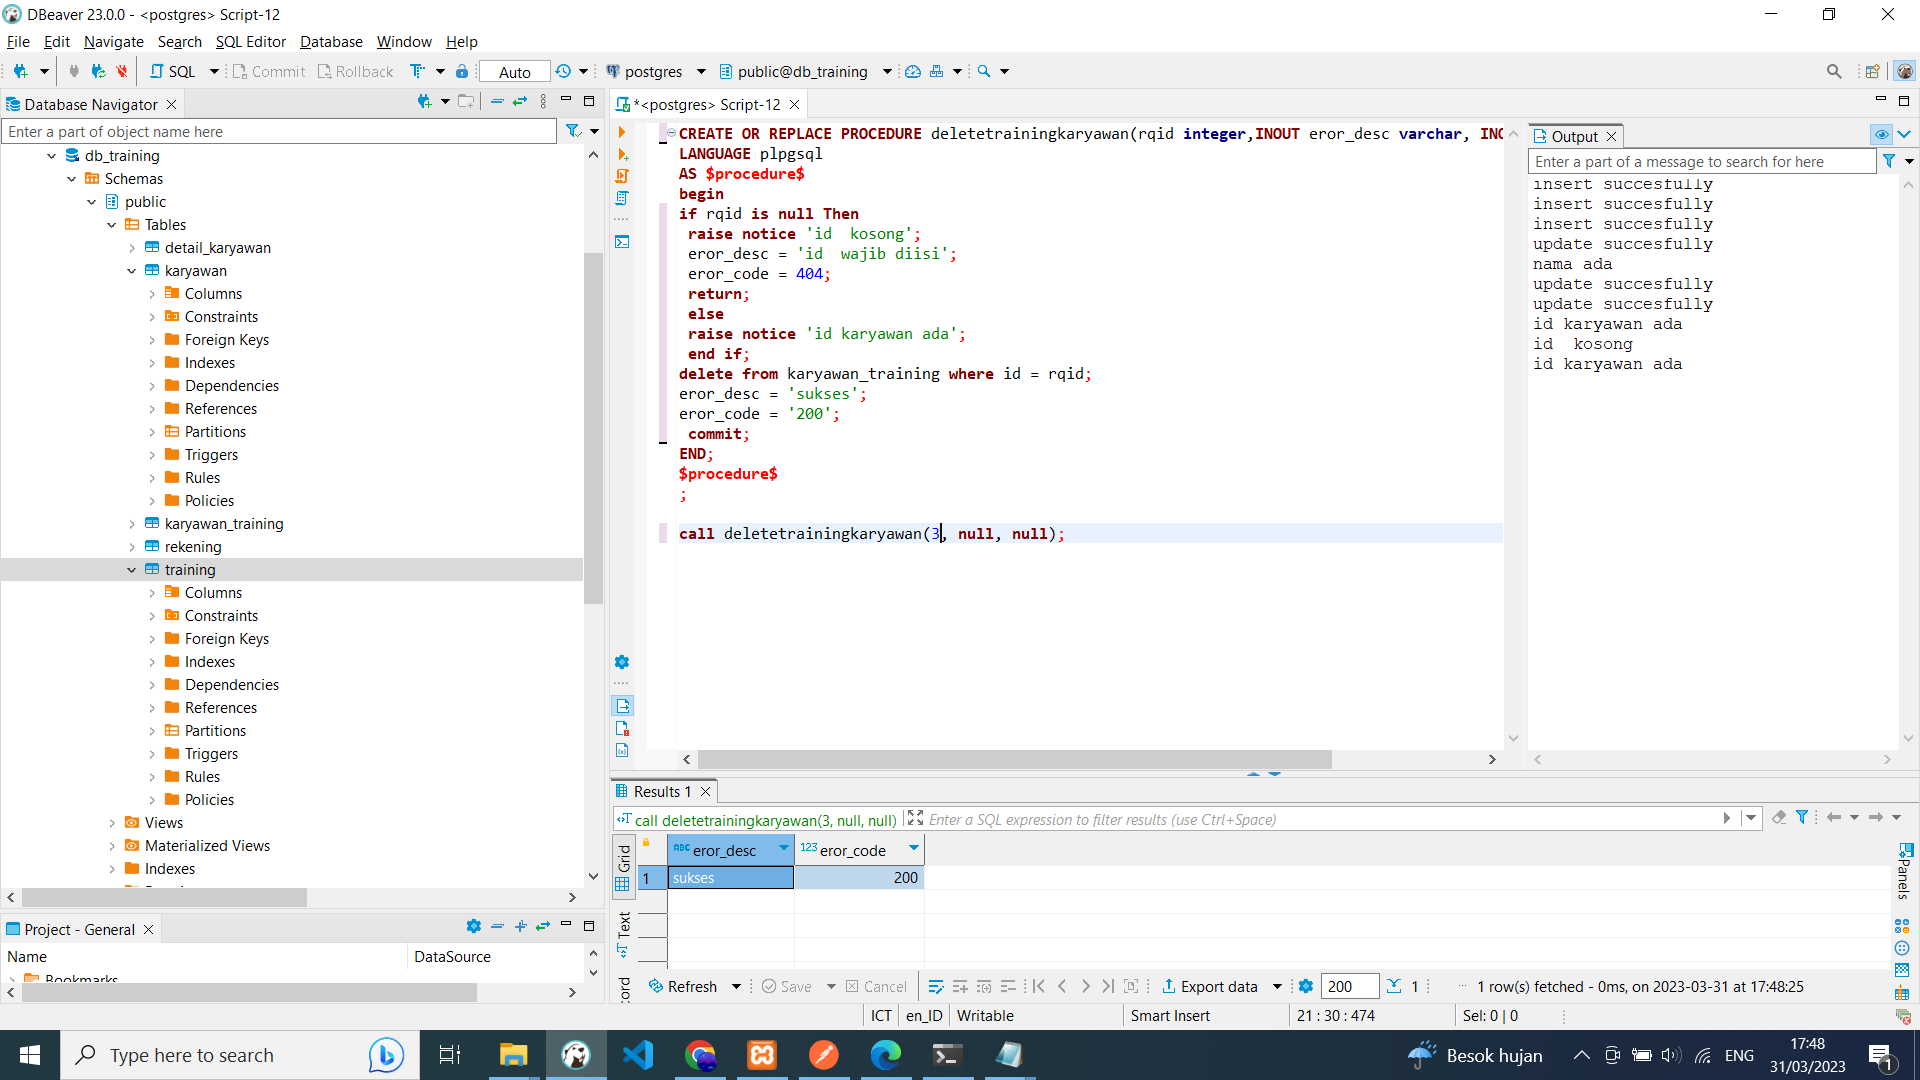 DBeaver 23.0.0 - <postgres> Script-12
File Edit Navigate Search SQL Editor Database Window Help
SQL Commit Rollback Auto postgres public@db_training
Database Navigator
Enter a part of object name here
db_training
Schemas
public
Tables
detail_karyawan
karyawan
Columns
Constraints
Foreign Keys
Indexes
Dependencies
References
Partitions
Triggers
Rules
Policies
karyawan_training
rekening
training
Columns
Constraints
Foreign Keys
Indexes
Dependencies
References
Partitions
Triggers
Rules
Policies
Views
Materialized Views
Indexes
Project - General
Name DataSource
Bookmarks
*<postgres> Script-12
CREATE OR REPLACE PROCEDURE deletetrainingkaryawan(rqid integer,INOUT eror_desc varchar, INO
LANGUAGE plpgsql
AS $procedure$
begin
if rqid is null Then
raise notice 'id  kosong';
eror_desc = 'id  wajib diisi';
eror_code = 404;
return;
else
raise notice 'id karyawan ada';
end if;
delete from karyawan_training where id = rqid;
eror_desc = 'sukses';
eror_code = '200';
commit;
END;
$procedure$
;
call deletetrainingkaryawan(3, null, null);
Output
Enter a part of a message to search for here
insert succesfully
insert succesfully
insert succesfully
update succesfully
nama ada
update succesfully
update succesfully
id karyawan ada
id  kosong
id karyawan ada
Results 1
call deletetrainingkaryawan(3, null, null) Enter a SQL expression to filter results (use Ctrl+Space)
Grid
Text
ord
ABC eror_desc 123 eror_code
1 sukses 200
Panels
Refresh Save Cancel Export data 200 1 1 row(s) fetched - 0ms, on 2023-03-31 at 17:48:25
ICT en_ID Writable Smart Insert 21 : 30 : 474 Sel: 0 | 0
Type here to search
Besok hujan ENG 17:48
31/03/2023
1